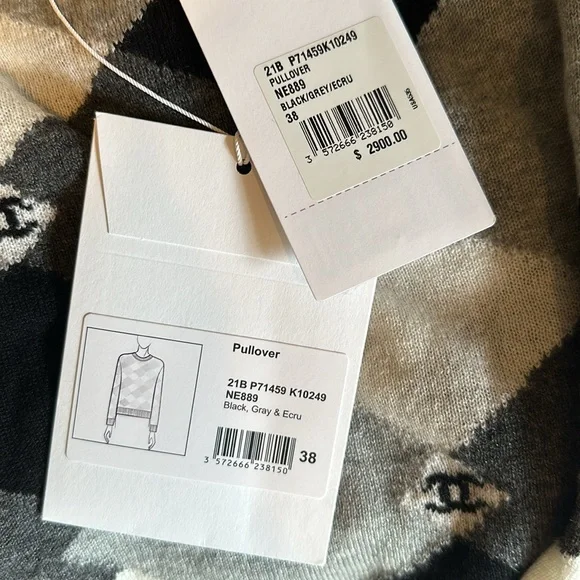 21B P71459K10249
PULLOVER
NE889
BLACK/GREY/ECRU
38
3 572666 238150
$ 2900.00
Pullover
21B P71459 K10249
NE889
Black, Gray & Ecru
3 572666 238150
38